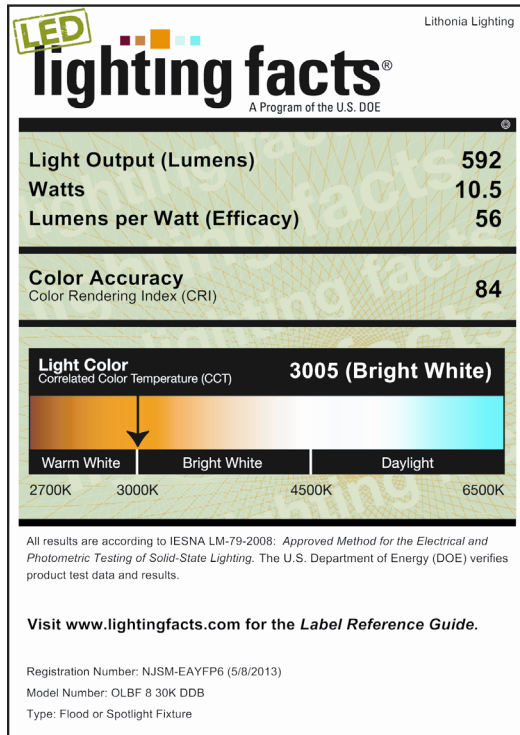 Lithonia Lighting
LED
lighting facts®
A Program of the U.S. DOE
Light Output (Lumens) 592
Watts 10.5
Lumens per Watt (Efficacy) 56
Color Accuracy
Color Rendering Index (CRI) 84
Light Color
Correlated Color Temperature (CCT) 3005 (Bright White)
Warm White Bright White Daylight
2700K 3000K 4500K 6500K
All results are according to IESNA LM-79-2008: Approved Method for the Electrical and
Photometric Testing of Solid-State Lighting. The U.S. Department of Energy (DOE) verifies
product test data and results.
Visit www.lightingfacts.com for the Label Reference Guide.
Registration Number: NJSM-EAYFP6 (5/8/2013)
Model Number: OLBF 8 30K DDB
Type: Flood or Spotlight Fixture